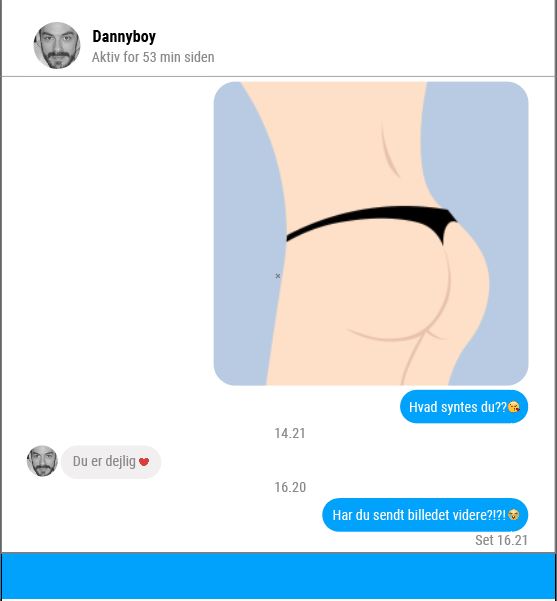 Dannyboy
Aktiv for 53 min siden
Hvad syntes du??😘
14.21
Du er dejlig ❤
16.20
Har du sendt billedet videre?!?!😢
Set 16.21